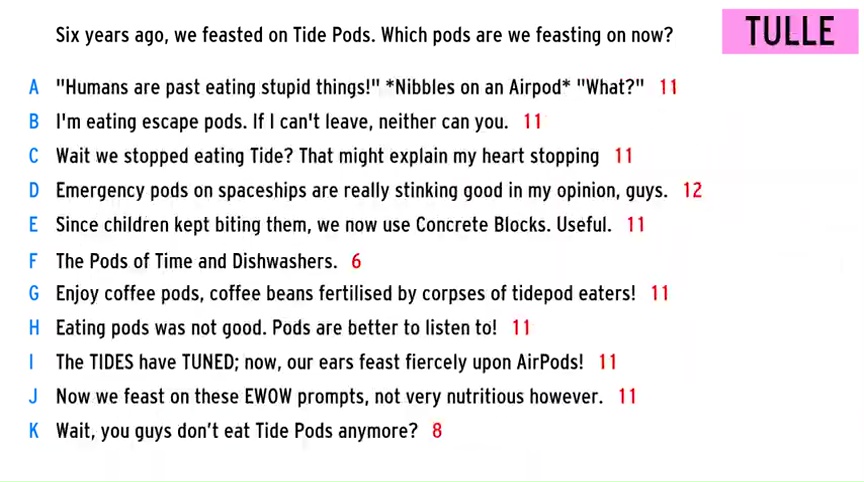 Six years ago, we feasted on Tide Pods. Which pods are we feasting on now?
TULLE
A "Humans are past eating stupid things!" *Nibbles on an Airpod* "What?" 11
B I'm eating escape pods. If I can't leave, neither can you. 11
C Wait we stopped eating Tide? That might explain my heart stopping 11
D Emergency pods on spaceships are really stinking good in my opinion, guys. 12
E Since children kept biting them, we now use Concrete Blocks. Useful. 11
F The Pods of Time and Dishwashers. 6
G Enjoy coffee pods, coffee beans fertilised by corpses of tidepod eaters! 11
H Eating pods was not good. Pods are better to listen to! 11
I The TIDES have TUNED; now, our ears feast fiercely upon AirPods! 11
J Now we feast on these EWOW prompts, not very nutritious however. 11
K Wait, you guys don't eat Tide Pods anymore? 8